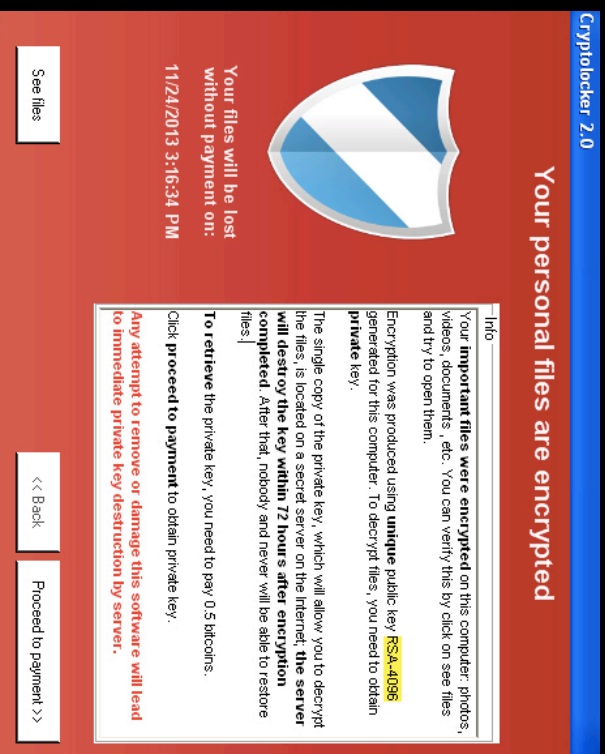 Cryptolocker 2.0
Your personal files are encrypted
Your files will be lost
without payment on:
11/24/2013 3:16:34 PM
Info
Your important files were encrypted on this computer: photos,
videos, documents , etc. You can verify this by click on see files
and try to open them.
Encryption was produced using unique public key RSA-4096
generated for this computer. To decrypt files, you need to obtain
private key.
The single copy of the private key, which will allow you to decrypt
the files, is located on a secret server on the Internet; the server
will destroy the key within 72 hours after encryption
completed. After that, nobody and never will be able to restore
files.
To retrieve the private key, you need to pay 0.5 bitcoins.
Click proceed to payment to obtain private key.
Any attempt to remove or damage this software will lead
to immediate private key destruction by server.
See files
<< Back
Proceed to payment >>